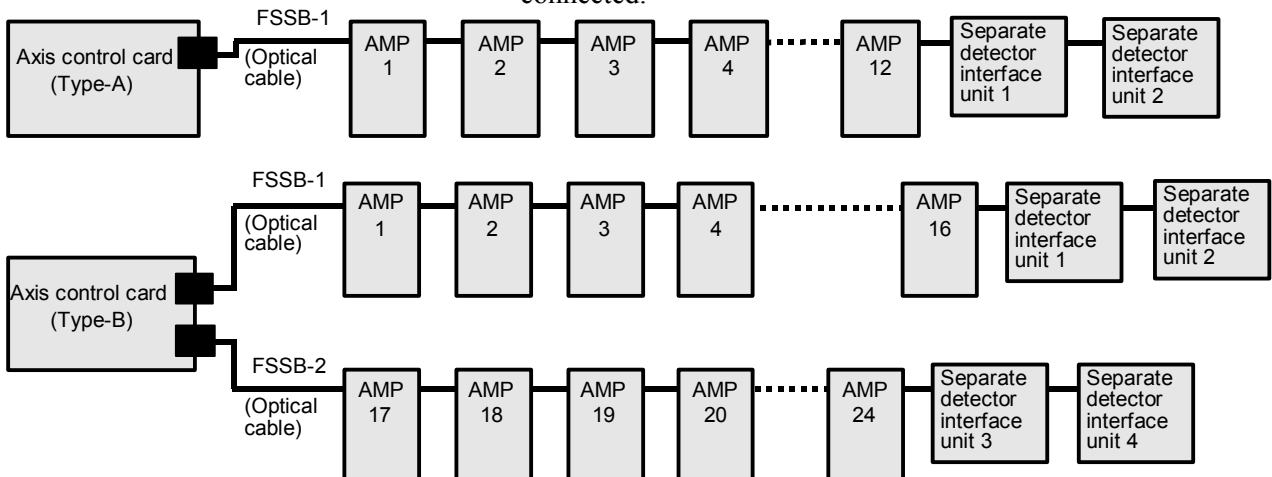 connected.
FSSB-1
Axis control card
(Type-A)
(Optical
cable)
AMP
1
AMP
2
AMP
3
AMP
4
AMP
12
Separate
detector
interface
unit 1
Separate
detector
interface
unit 2
FSSB-1
(Optical
cable)
AMP
1
AMP
2
AMP
3
AMP
4
AMP
16
Separate
detector
interface
unit 1
Separate
detector
interface
unit 2
Axis control card
(Type-B)
FSSB-2
(Optical
cable)
AMP
17
AMP
18
AMP
19
AMP
20
AMP
24
Separate
detector
interface
unit 3
Separate
detector
interface
unit 4